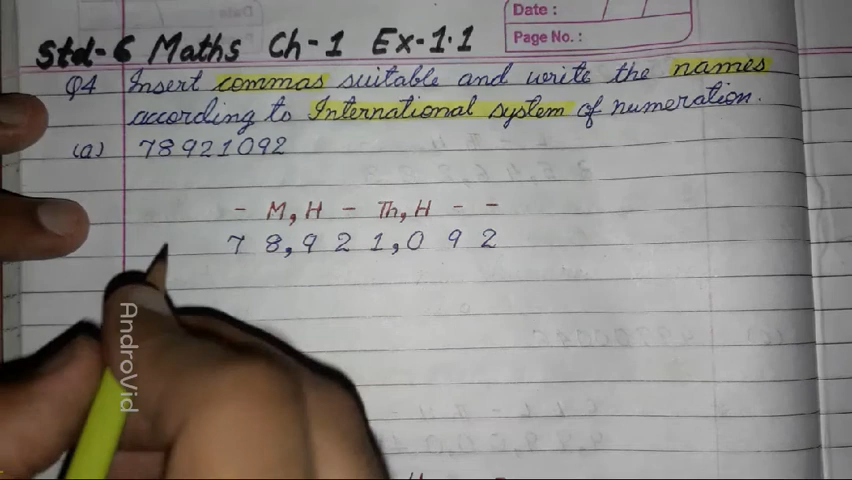 Date :
Page No. :
Std-6 Maths Ch-1 Ex-1.1
Q4 Insert commas suitable and write the names
according to International system of numeration.
(a) 78921092
- M, H - Th, H - -
7 8, 9 2 1, 0 9 2
AndroVid